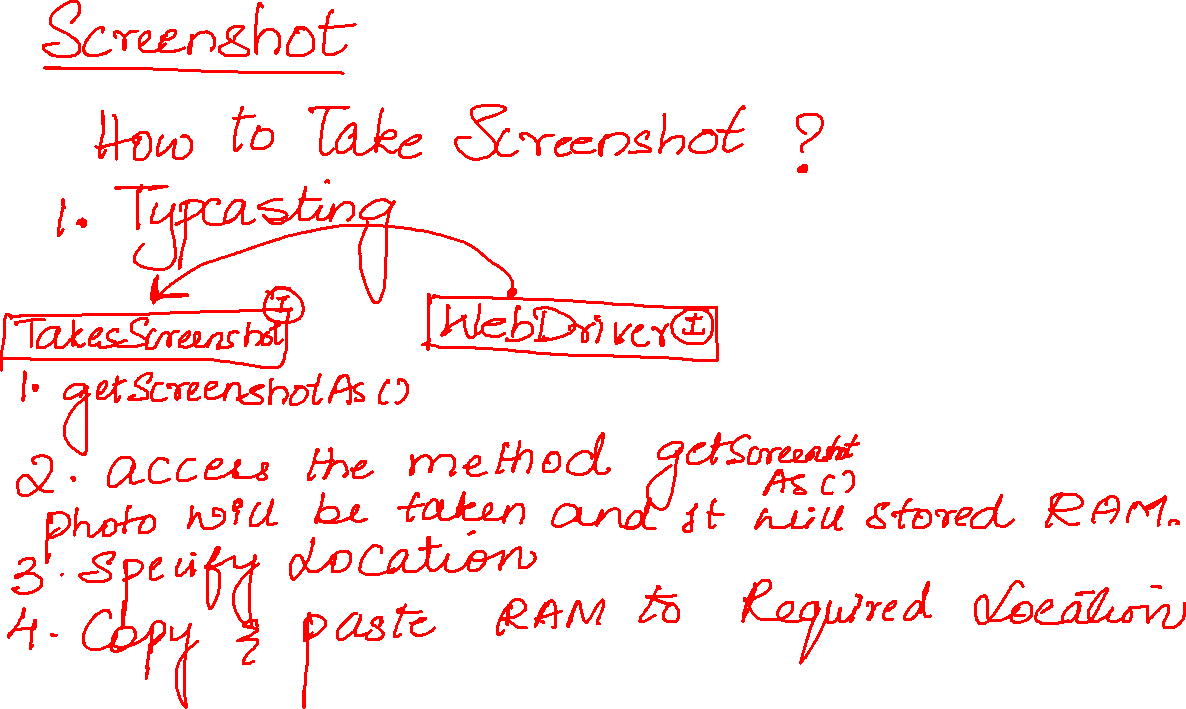 Screenshot
How to Take Screenshot ?
1. Typcasting
TakesScreenshot I WebDriver I
1. getScreenshotAs()
2. access the method getScreenshot
As()
photo will be taken and it will stored RAM.
3. Specify Location
4. Copy & paste RAM to Required Location